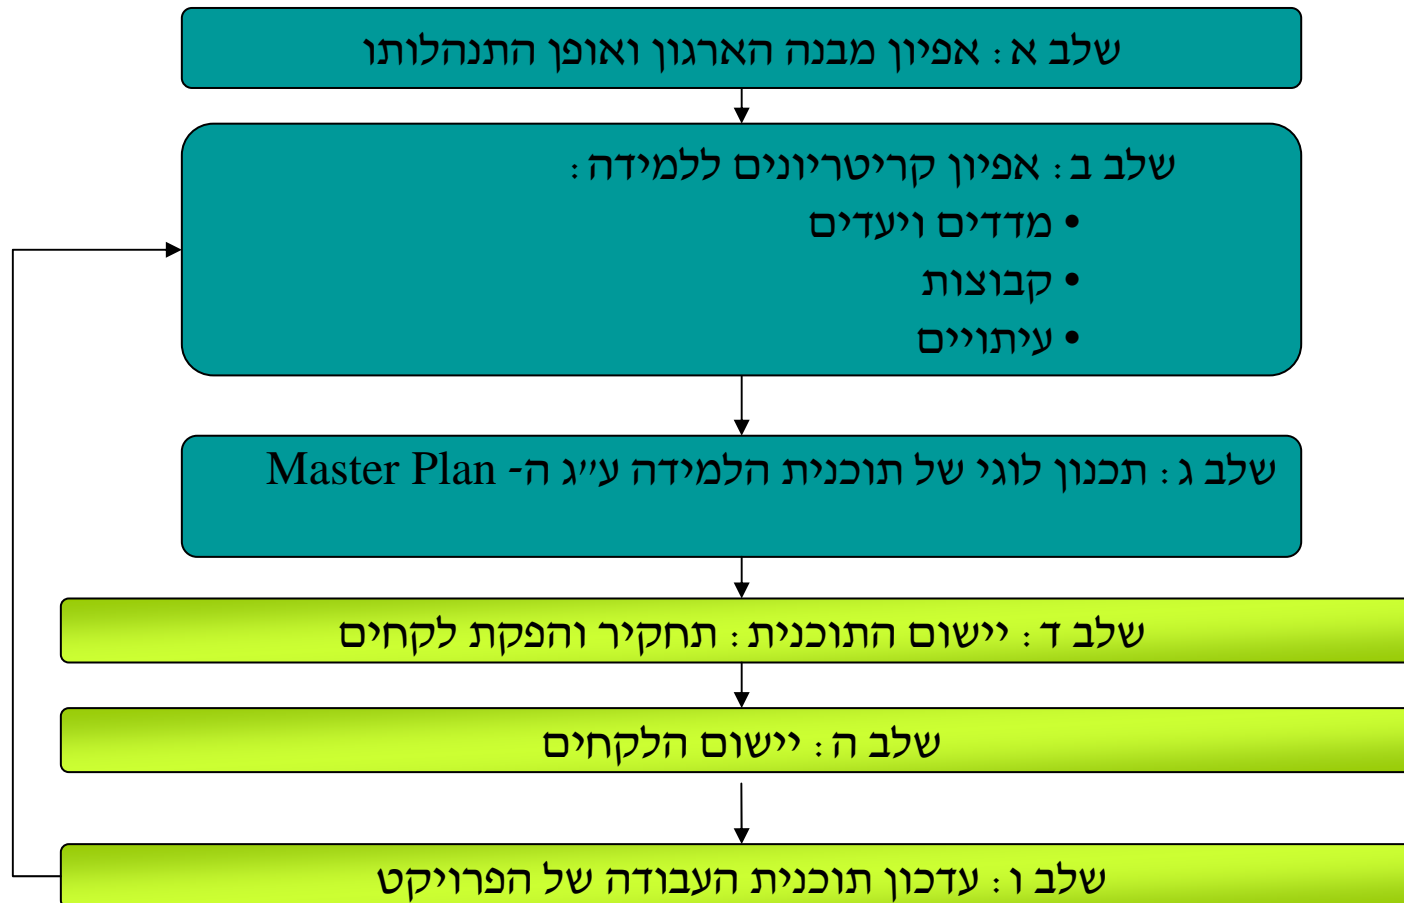 שלב א: אפיון מבנה הארגון ואופן התנהלותו
שלב ב: אפיון קריטריונים ללמידה:
• מדדים ויעדים
• קבוצות
• עיתויים
שלב ג: תכנון לוגי של תוכנית הלמידה ע״ג ה- Master Plan
שלב ד: יישום התוכנית: תחקיר והפקת לקחים
שלב ה: יישום הלקחים
שלב ו: עדכון תוכנית העבודה של הפרויקט